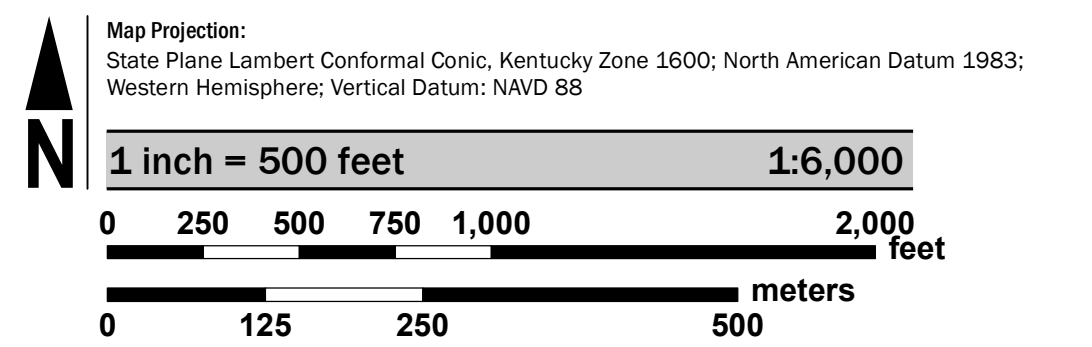 Map Projection:
State Plane Lambert Conformal Conic, Kentucky Zone 1600; North American Datum 1983;
Western Hemisphere; Vertical Datum: NAVD 88
N
1 inch = 500 feet 1:6,000
0 250 500 750 1,000 2,000
feet
meters
0 125 250 500